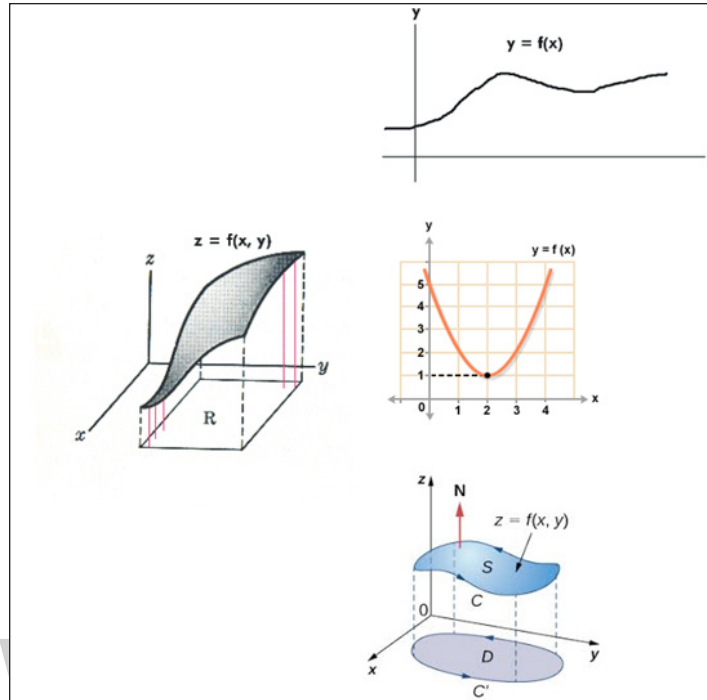 y
y = f(x)
z = f(x, y)
z
y
x
R
y
y = f (x)
5
4
3
2
1
0
1
2
3
4
x
z
N
z = f(x, y)
S
C
0
D
x
y
C'